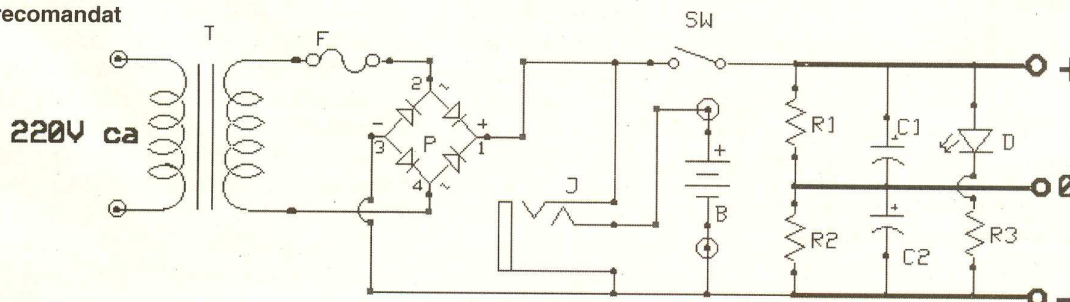 recomandat
T
F
SW
220V ca
2 ~
- +
3 P 1
4 ~
J
+
B
R1
C1
+
D
0
R2
+
C2
R3
-